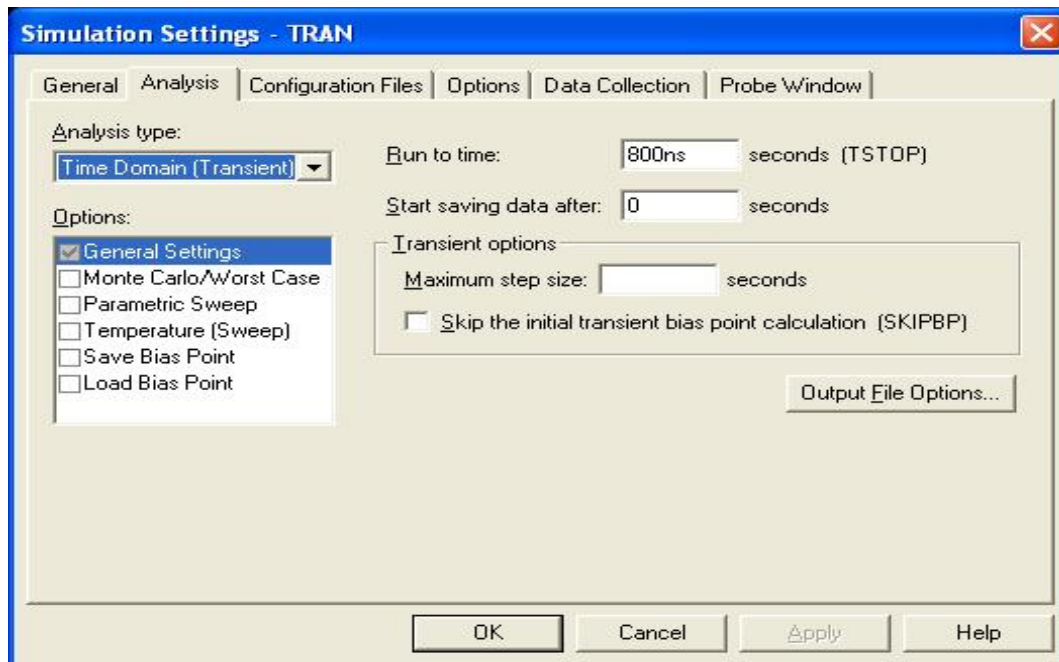 Simulation Settings - TRAN
General Analysis Configuration Files Options Data Collection Probe Window
Analysis type:
Time Domain (Transient)
Options:
General Settings
Monte Carlo/Worst Case
Parametric Sweep
Temperature (Sweep)
Save Bias Point
Load Bias Point
Run to time: 800ns seconds (TSTOP)
Start saving data after: 0 seconds
Transient options
Maximum step size: seconds
Skip the initial transient bias point calculation (SKIPBP)
Output File Options...
OK Cancel Apply Help